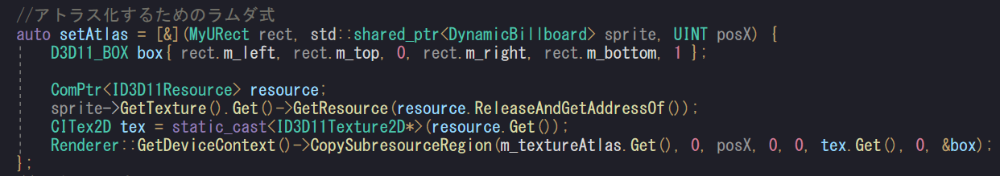 //アトラス化するためのラムダ式
auto setAtlas = [&](MyURect rect, std::shared_ptr<DynamicBillboard> sprite, UINT posX) {
    D3D11_BOX box{ rect.m_left, rect.m_top, 0, rect.m_right, rect.m_bottom, 1 };
    ComPtr<ID3D11Resource> resource;
    sprite->GetTexture().Get()->GetResource(resource.ReleaseAndGetAddressOf());
    CITex2D tex = static_cast<ID3D11Texture2D*>(resource.Get());
    Renderer::GetDeviceContext()->CopySubresourceRegion(m_textureAtlas.Get(), 0, posX, 0, 0, tex.Get(), 0, &box);
};